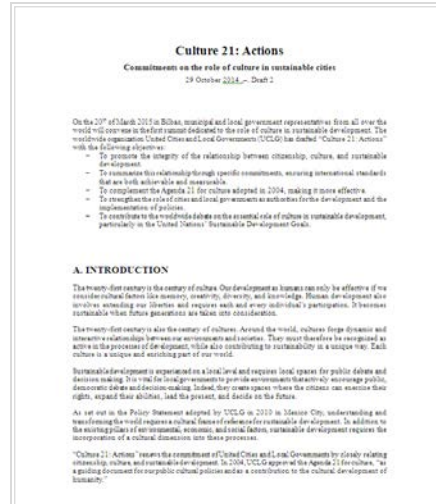 Culture 21: Actions
Commitments on the role of culture in sustainable cities
29 October 2014 – Draft 2
On the 20th of March 2015 in Bilbao, municipal and local government representatives from all over the
world will convene in the first summit dedicated to the role of culture in sustainable development. The
worldwide organization United Cities and Local Governments (UCLG) has drafted "Culture 21: Actions"
with the following objectives:
– To promote the integrity of the relationship between citizenship, culture, and sustainable
development.
– To summarize this relationship through specific commitments, ensuring international standards
that are both achievable and measurable.
– To complement the Agenda 21 for culture adopted in 2004, making it more effective.
– To strengthen the role of cities and local governments as authorities for the development and the
implementation of policies.
– To contribute to the worldwide debate on the essential role of culture in sustainable development,
particularly in the United Nations' Sustainable Development Goals.
A. INTRODUCTION
The twenty-first century is the century of culture. Our development as humans can only be effective if we
consider cultural factors like memory, creativity, diversity, and knowledge. Human development also
involves extending our liberties and requires each and every individual's participation. It becomes
sustainable when future generations are taken into consideration.
The twenty-first century is also the century of cultures. Around the world, cultures forge dynamic and
interactive relationships between our environments and societies. They must therefore be recognized as
active in the processes of development, while also contributing to sustainability in a unique way. Each
culture is a unique and enriching part of our world.
Sustainable development is experienced on a local level and requires local spaces for public debate and
decision making. It is vital for local governments to provide environments that actively encourage public,
democratic debate and decision-making. Indeed, they create spaces where the citizens can exercise their
rights, expand their abilities, lead the present, and decide on the future.
As set out in the Policy Statement adopted by UCLG in 2010 in Mexico City, understanding and
transforming the world requires a cultural frame of reference for sustainable development. In addition to
the existing pillars of environmental, economic, and social factors, sustainable development requires the
incorporation of a cultural dimension into these processes.
"Culture 21: Actions" renews the commitment of United Cities and Local Governments by closely relating
citizenship, culture, and sustainable development. In 2004, UCLG approved the Agenda 21 for culture, "as
a guiding document for our public cultural policies and as a contribution to the cultural development of
humanity."